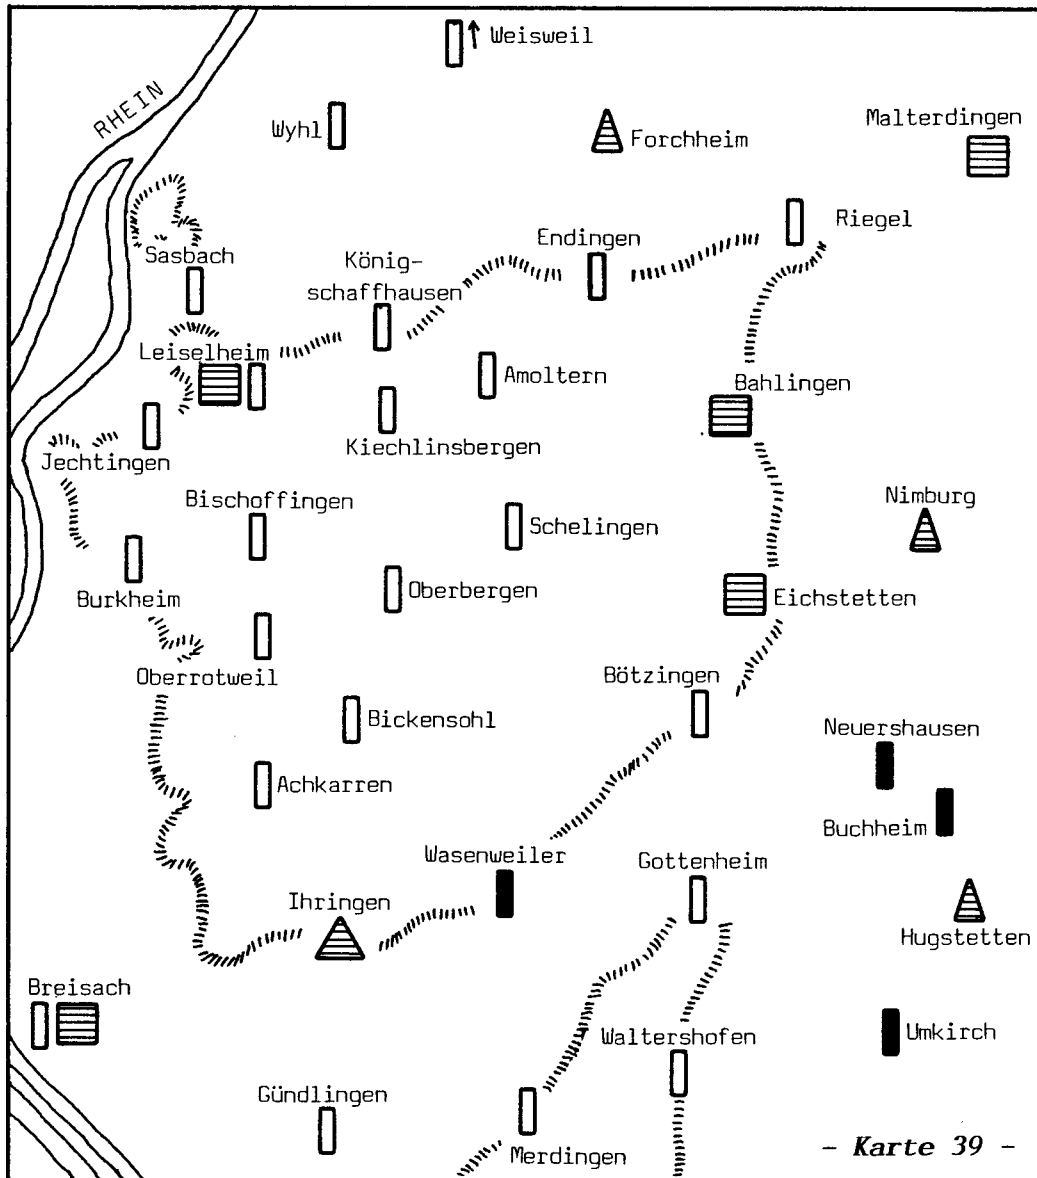 Weisweil
RHEIN
Wyhl
Forchheim
Malterdingen
Riegel
Endingen
Sasbach
König-
schaffhausen
Leiselheim
Amoltern
Bahlingen
Kiechlinsbergen
Jechtingen
Bischoffingen
Nimburg
Schelingen
Oberbergen
Eichstetten
Burkheim
Oberrotweil
Bötzingen
Bickensohl
Neuershausen
Achkarren
Buchheim
Wasenweiler
Gottenheim
Ihringen
Hugstetten
Breisach
Umkirch
Waltershofen
Gündlingen
Merdingen
- Karte 39 -